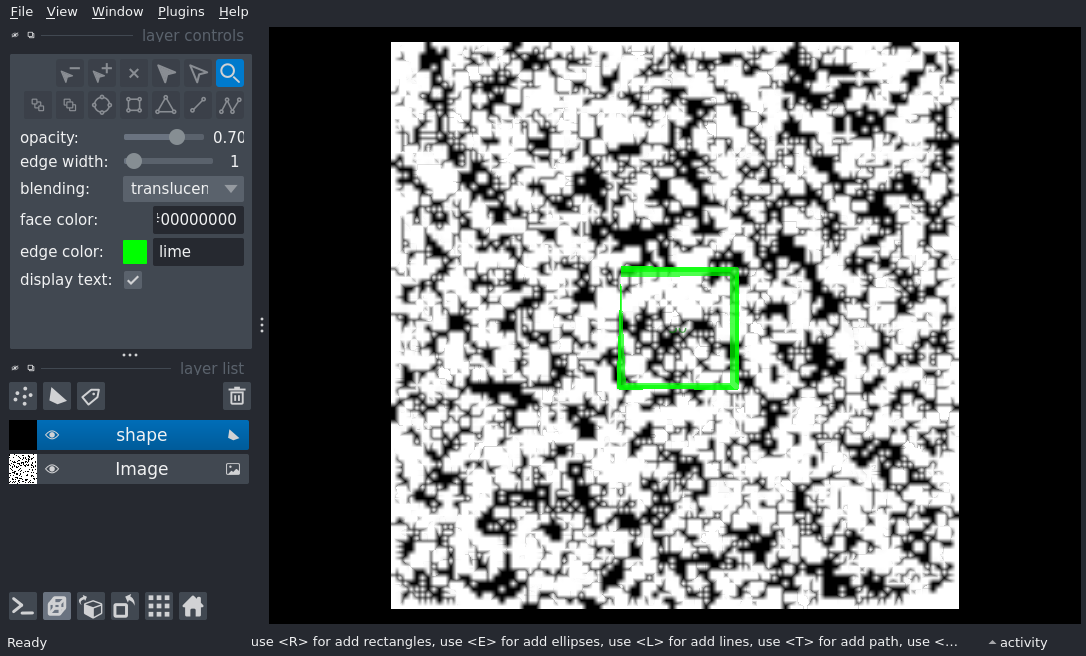 File View Window Plugins Help
layer controls
opacity: 0.70
edge width: 1
blending: translucen
face color: 00000000
edge color: lime
display text:
layer list
shape
Image
Ready use <R> for add rectangles, use <E> for add ellipses, use <L> for add lines, use <T> for add path, use <... activity